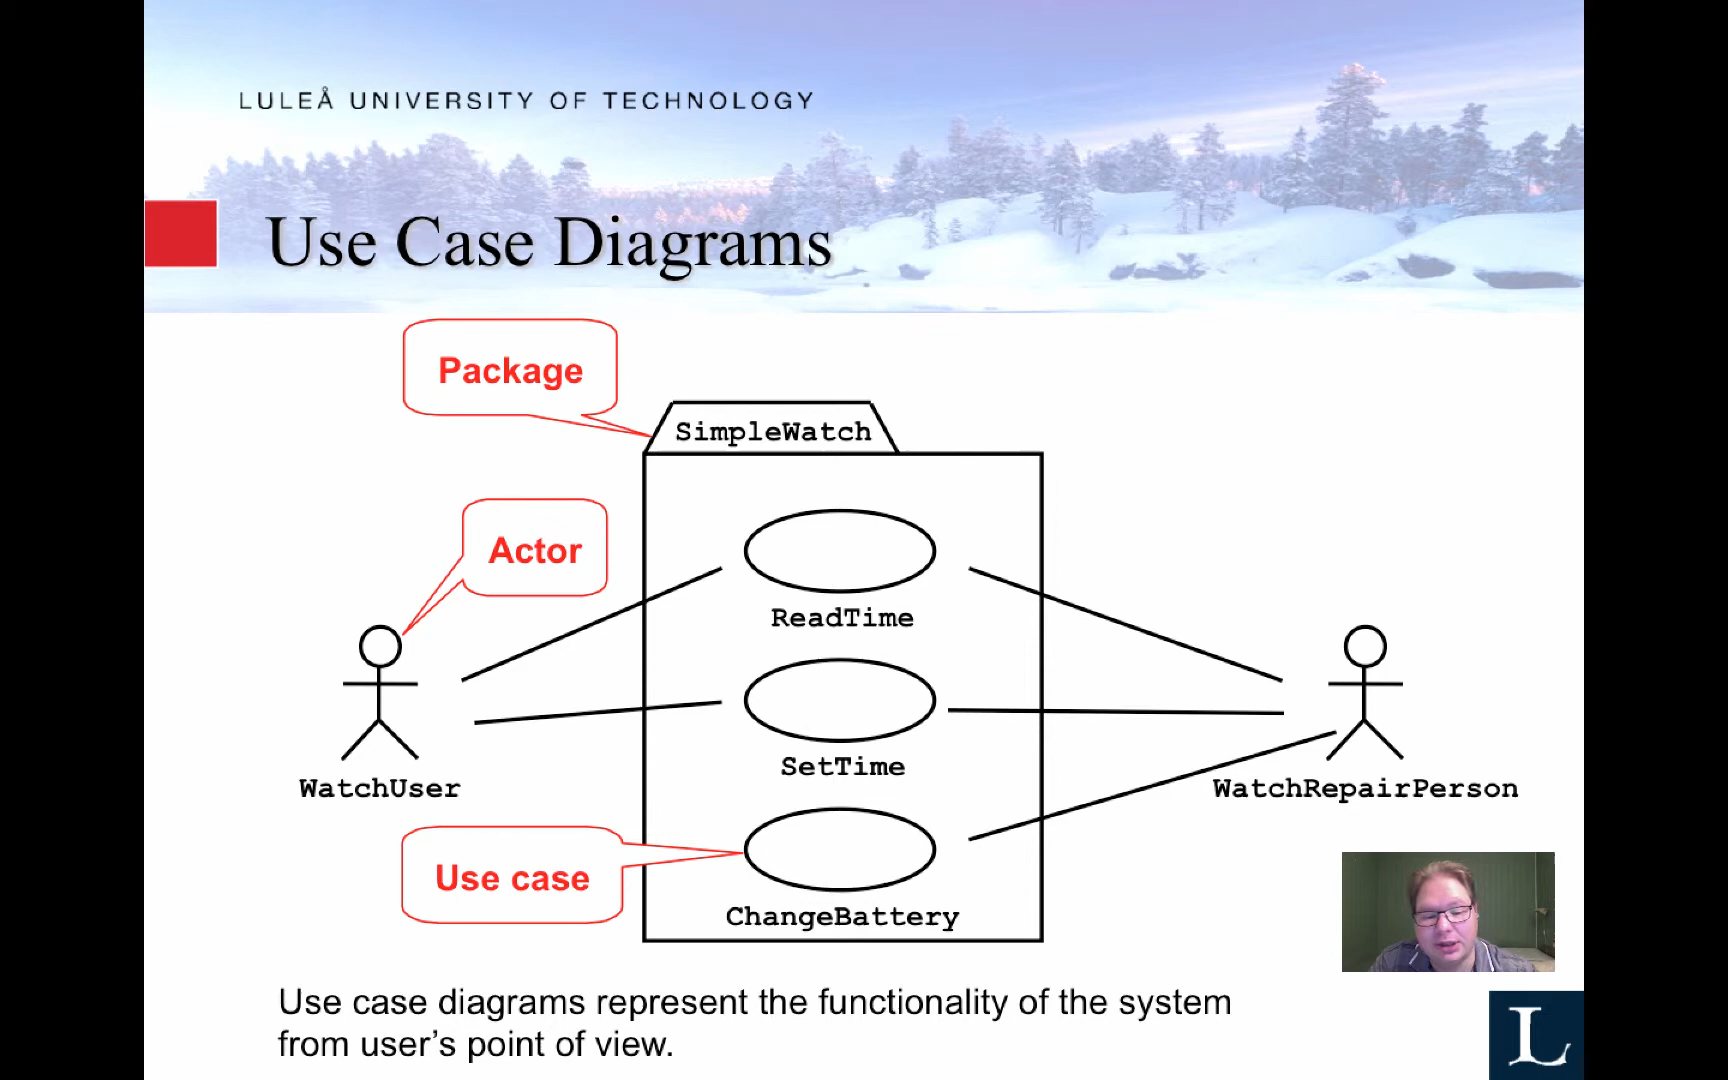 LULEÅ UNIVERSITY OF TECHNOLOGY
Use Case Diagrams
Package
SimpleWatch
Actor
ReadTime
SetTime
WatchUser
WatchRepairPerson
Use case
ChangeBattery
Use case diagrams represent the functionality of the system
from user’s point of view.
L